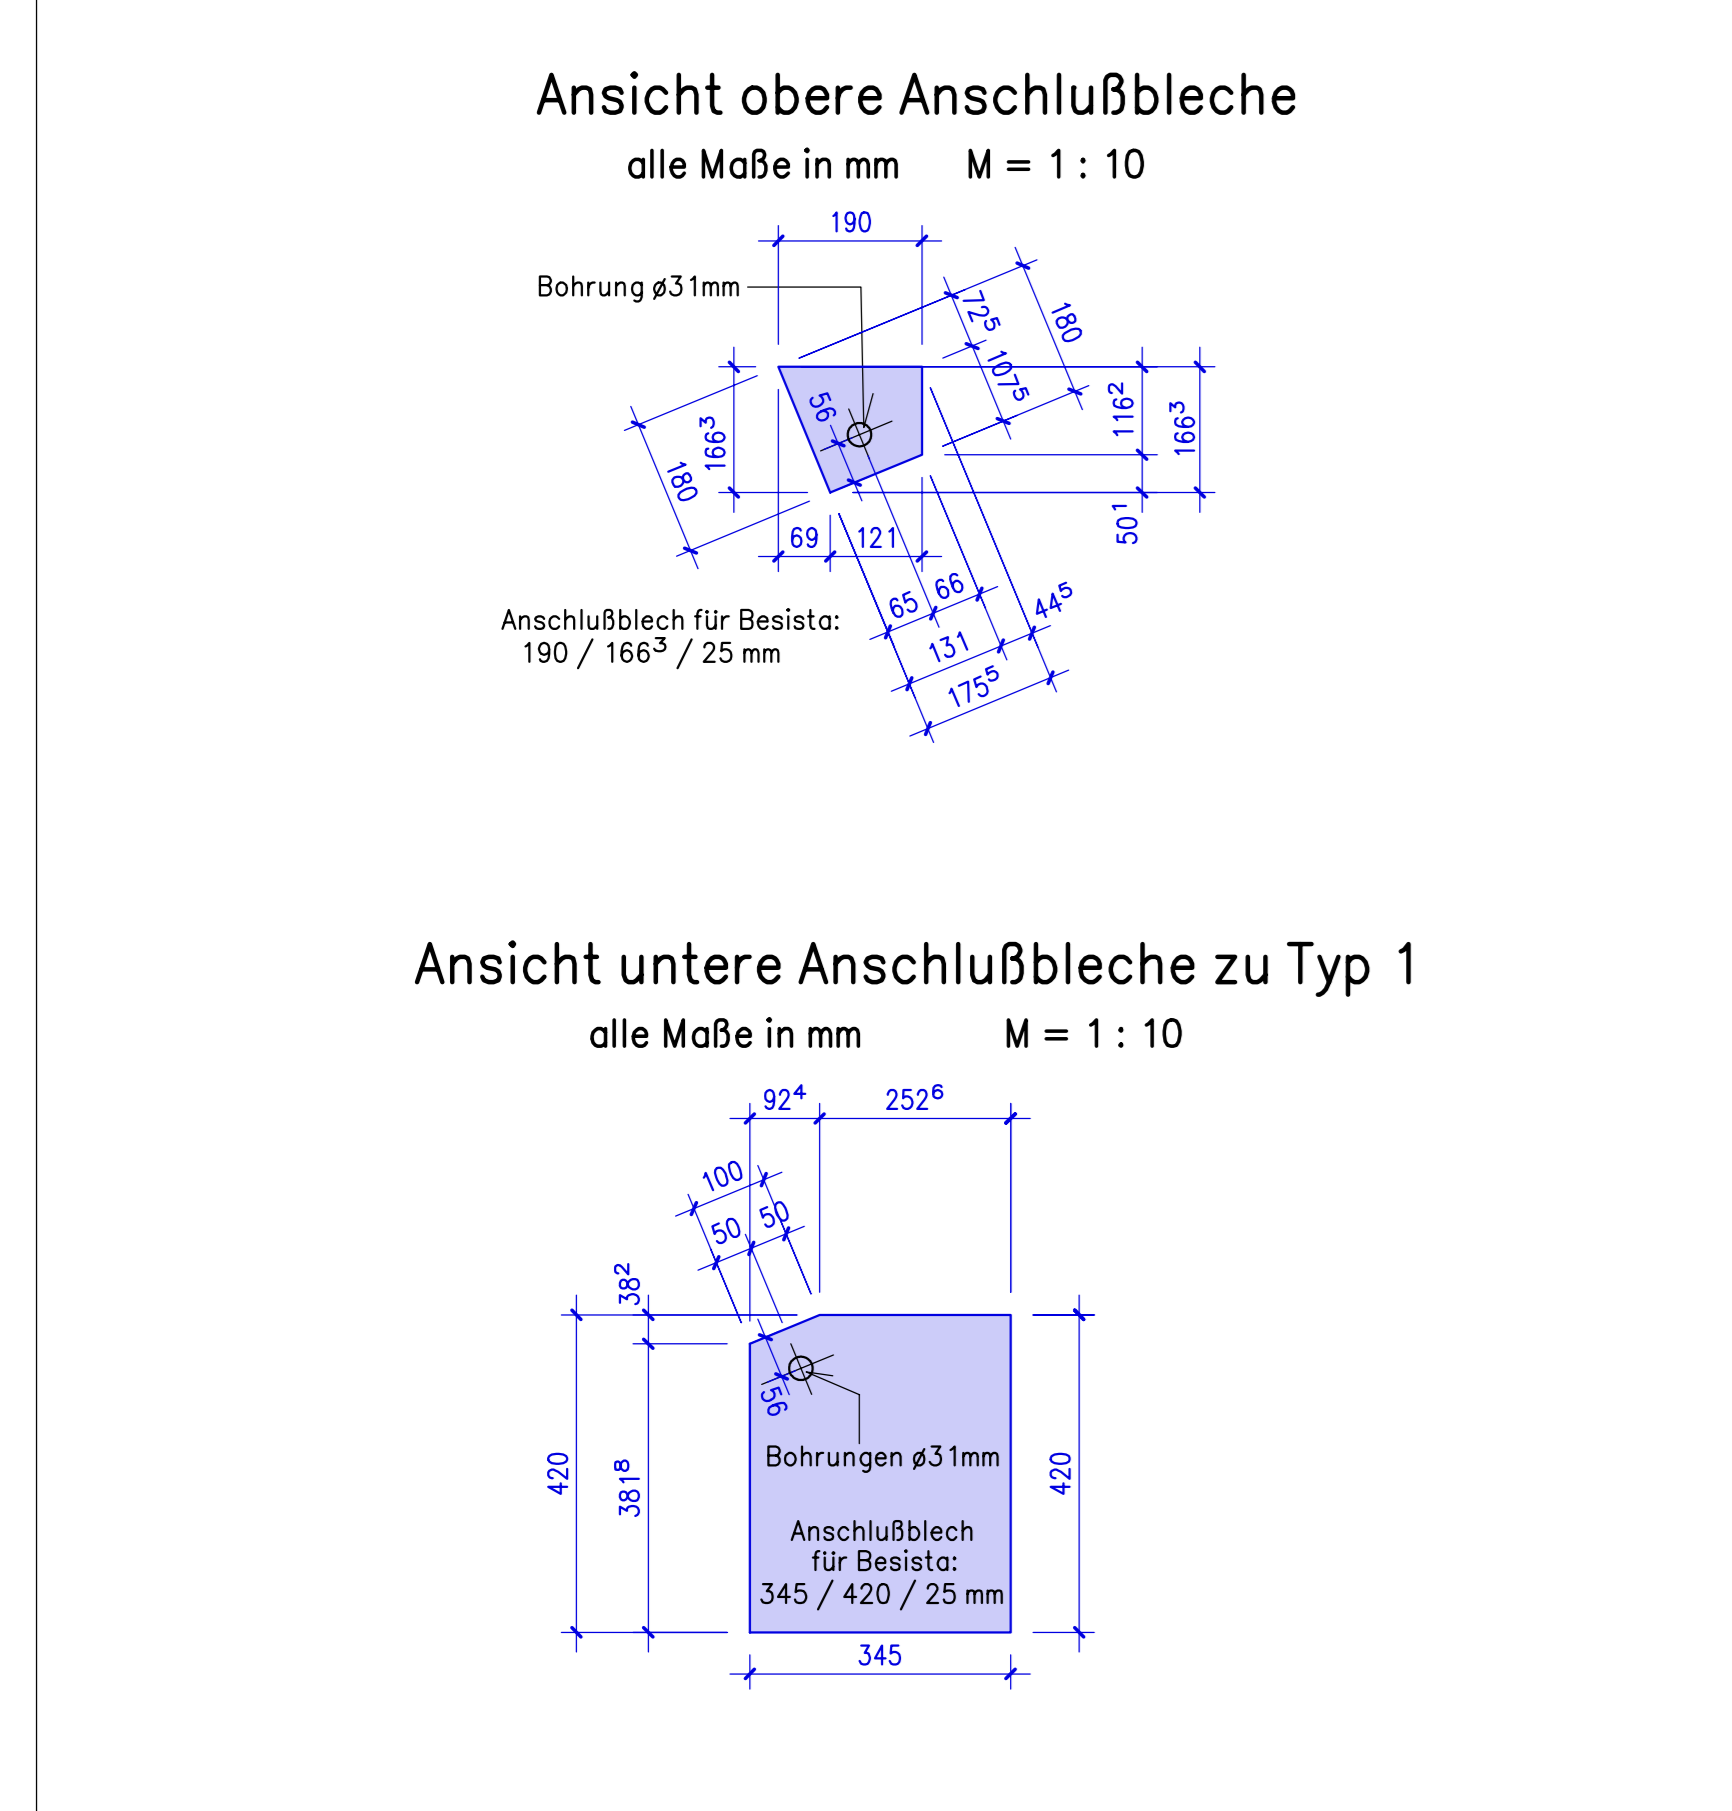 Ansicht obere Anschlußbleche
alle Maße in mm M = 1 : 10
190
Bohrung ø31mm
72⁵
180
107⁵
56
116²
166³
166³
180
50¹
69 121
65 66 44⁵
131
175⁵
Anschlußblech für Besista:
190 / 166³ / 25 mm
Ansicht untere Anschlußbleche zu Typ 1
alle Maße in mm M = 1 : 10
92⁴ 252⁶
100
50 50
38²
56
420
381⁸
420
Bohrungen ø31mm
Anschlußblech
für Besista:
345 / 420 / 25 mm
345